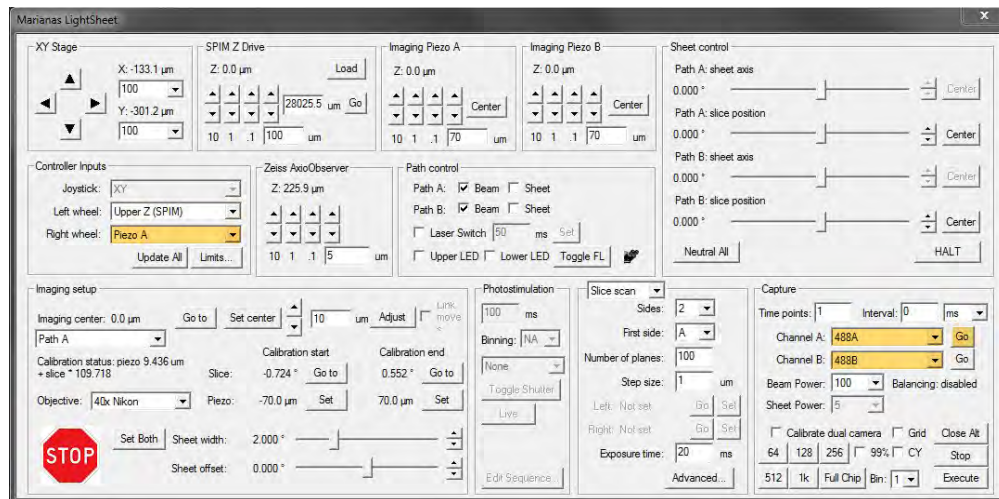 Marianas LightSheet
x
XY Stage
X: -133.1 µm
100
Y: -301.2 µm
100
SPIM Z Drive
Z: 0.0 µm
Load
28025.5 um Go
10 1 .1 100 um
Imaging Piezo A
Z: 0.0 µm
Center
10 1 .1 70 um
Imaging Piezo B
Z: 0.0 µm
Center
10 1 .1 70 um
Sheet control
Path A: sheet axis
0.000 ° Center
Path A: slice position
0.000 ° Center
Path B: sheet axis
0.000 ° Center
Path B: slice position
0.000 ° Center
Neutral All HALT
Controller Inputs
Joystick: XY
Left wheel: Upper Z (SPIM)
Right wheel: Piezo A
Update All Limits...
Zeiss AxioObserver
Z: 225.9 µm
10 1 .1 5 um
Path control
Path A: Beam Sheet
Path B: Beam Sheet
Laser Switch 50 ms Set
Upper LED Lower LED Toggle FL
Imaging setup
Imaging center: 0.0 µm Go to Set center 10 um Adjust Link move <
Path A
Calibration status: piezo 9.436 um
+ slice * 109.718
Calibration start Calibration end
Slice: -0.724 ° Go to 0.552 ° Go to
Objective: 40x Nikon Piezo: -70.0 µm Set 70.0 µm Set
STOP
Set Both Sheet width: 2.000 °
Sheet offset: 0.000 °
Photostimulation
100 ms
Binning: NA
None
Toggle Shutter
Live
Edit Sequence...
Slice scan
Sides: 2
First side: A
Number of planes: 100
Step size: 1 um
Left: Not set Go Set
Right: Not set Go Set
Exposure time: 20 ms
Advanced...
Capture
Time points: 1 Interval: 0 ms
Channel A: 488A Go
Channel B: 488B Go
Beam Power: 100 Balancing: disabled
Sheet Power: 5
Calibrate dual camera Grid Close Alt
64 128 256 99% CY Stop
512 1k Full Chip Bin: 1 Execute